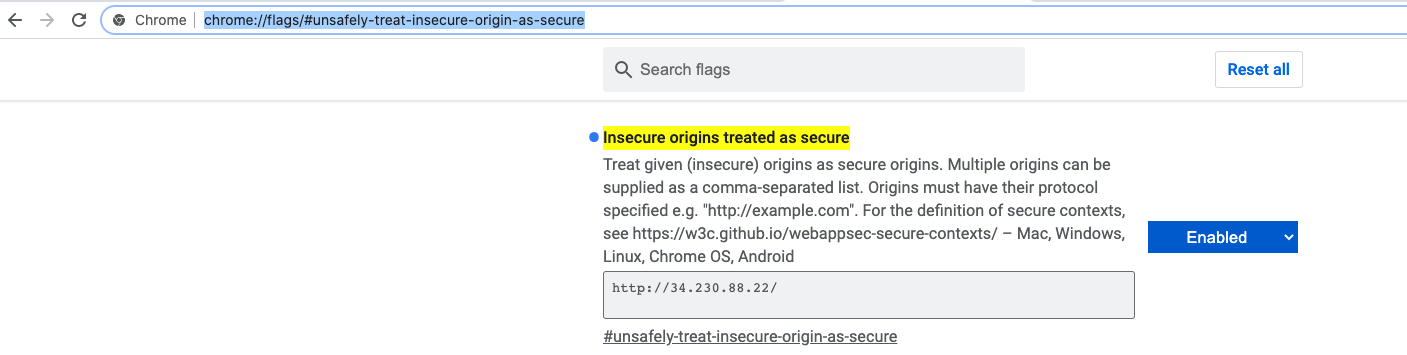 Chrome chrome://flags/#unsafely-treat-insecure-origin-as-secure
Search flags
Reset all
Insecure origins treated as secure
Treat given (insecure) origins as secure origins. Multiple origins can be
supplied as a comma-separated list. Origins must have their protocol
specified e.g. "http://example.com". For the definition of secure contexts,
see https://w3c.github.io/webappsec-secure-contexts/ – Mac, Windows,
Linux, Chrome OS, Android
Enabled
http://34.230.88.22/
#unsafely-treat-insecure-origin-as-secure